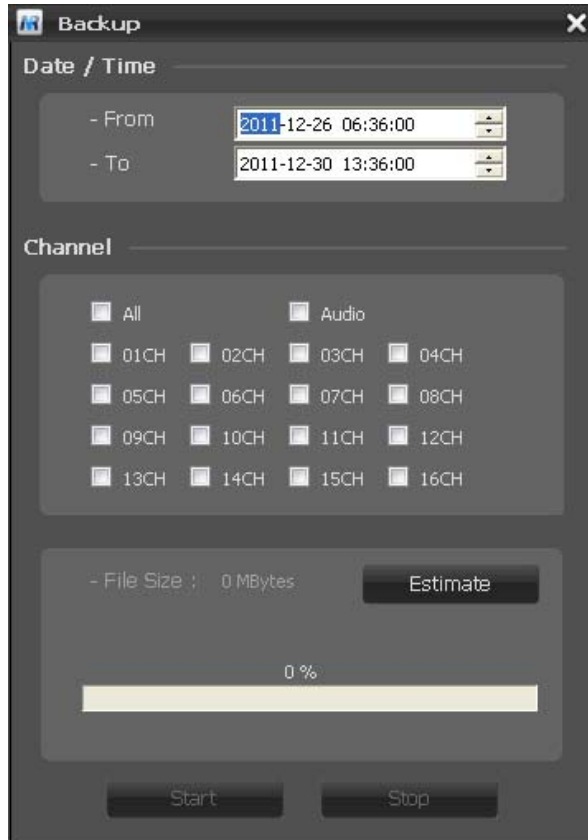 Backup
Date / Time
- From 2011-12-26 06:36:00
- To 2011-12-30 13:36:00
Channel
All Audio
01CH 02CH 03CH 04CH
05CH 06CH 07CH 08CH
09CH 10CH 11CH 12CH
13CH 14CH 15CH 16CH
- File Size : 0 MBytes Estimate
0 %
Start Stop